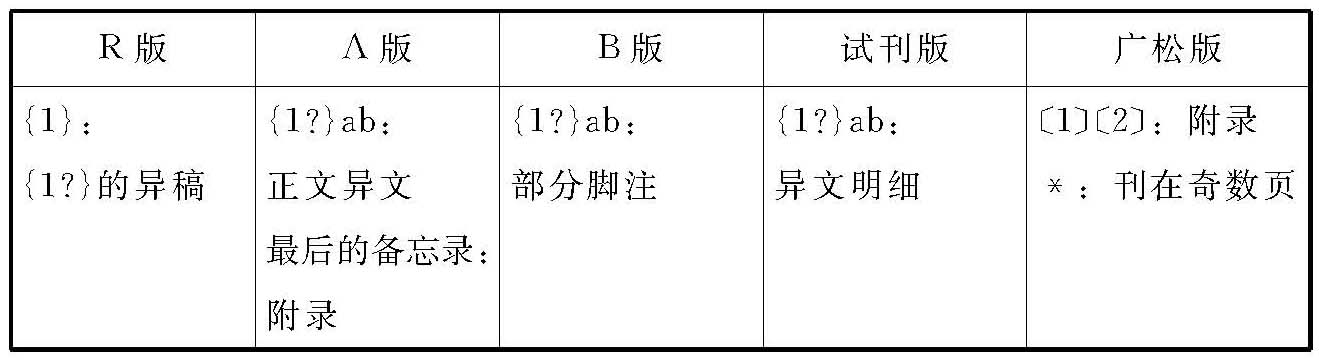 R版 Λ版 B版 试刊版 广松版
{1}: {1?}ab: {1?}ab: {1?}ab: 〔1〕〔2〕: 附录
{1?}的异稿 正文异文 部分脚注 异文明细 *: 刊在奇数页
最后的备忘录:
附录